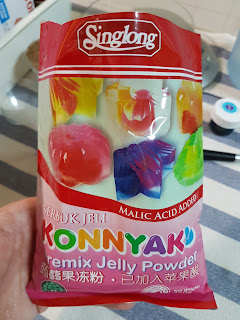 Singlong
SERBUK JELI
MALIC ACID ADDED
KONNYAKU
remix Jelly Powder
蒟蒻果冻粉，已加入苹果酸